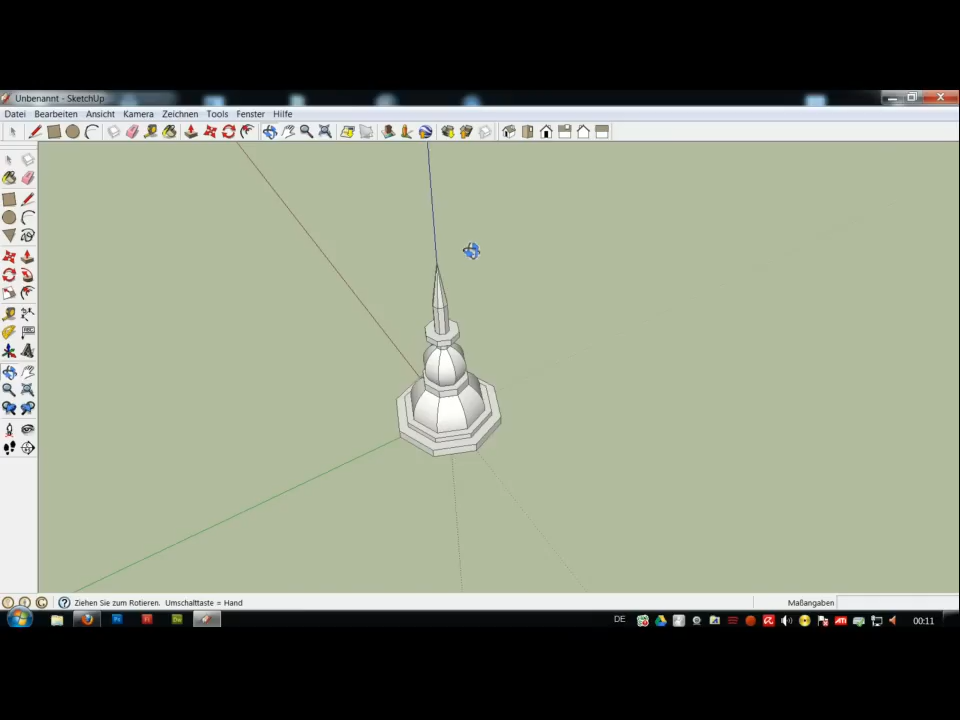 Unbenannt - SketchUp
Datei Bearbeiten Ansicht Kamera Zeichnen Tools Fenster Hilfe
Ziehen Sie zum Rotieren. Umschalttaste = Hand
Maßangaben
DE
00:11